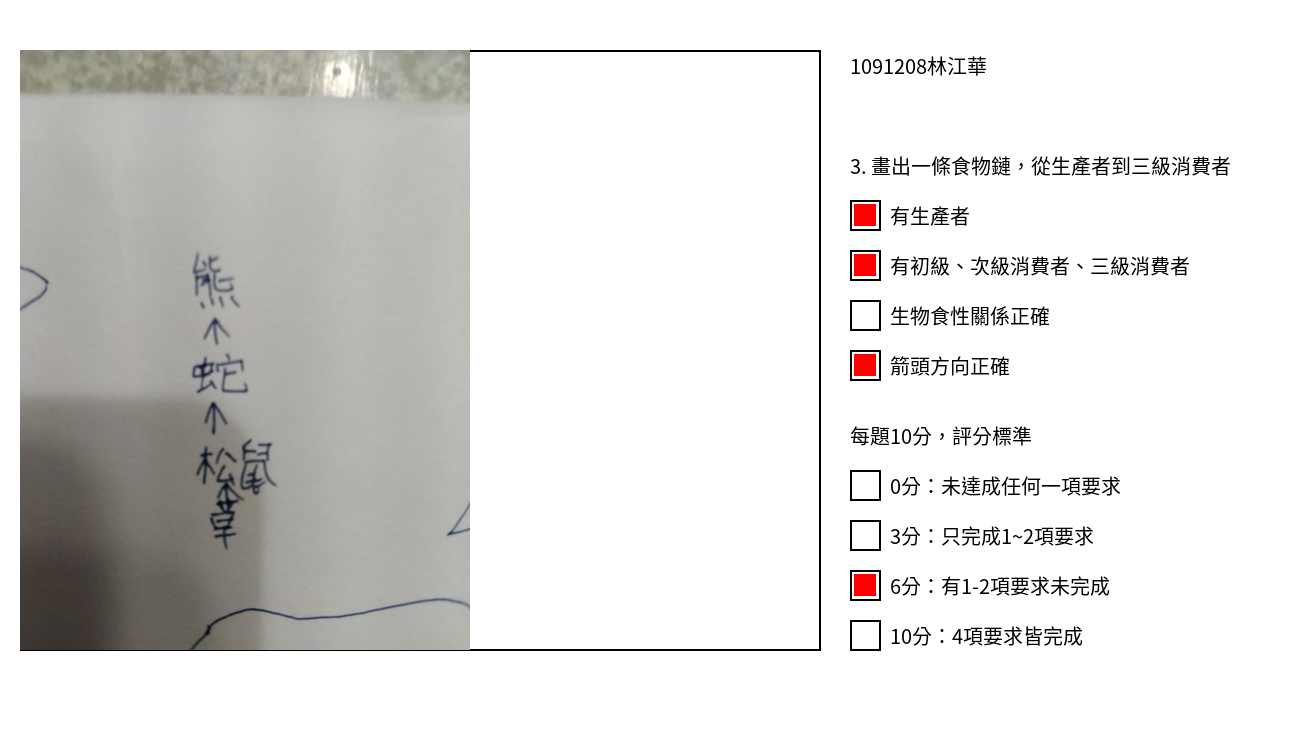 熊
↑
蛇
↑
松鼠
↑
草
1091208林江華
3. 畫出一條食物鏈，從生產者到三級消費者
有生產者
有初級、次級消費者、三級消費者
生物食性關係正確
箭頭方向正確
每題10分，評分標準
0分：未達成任何一項要求
3分：只完成1~2項要求
6分：有1-2項要求未完成
10分：4項要求皆完成